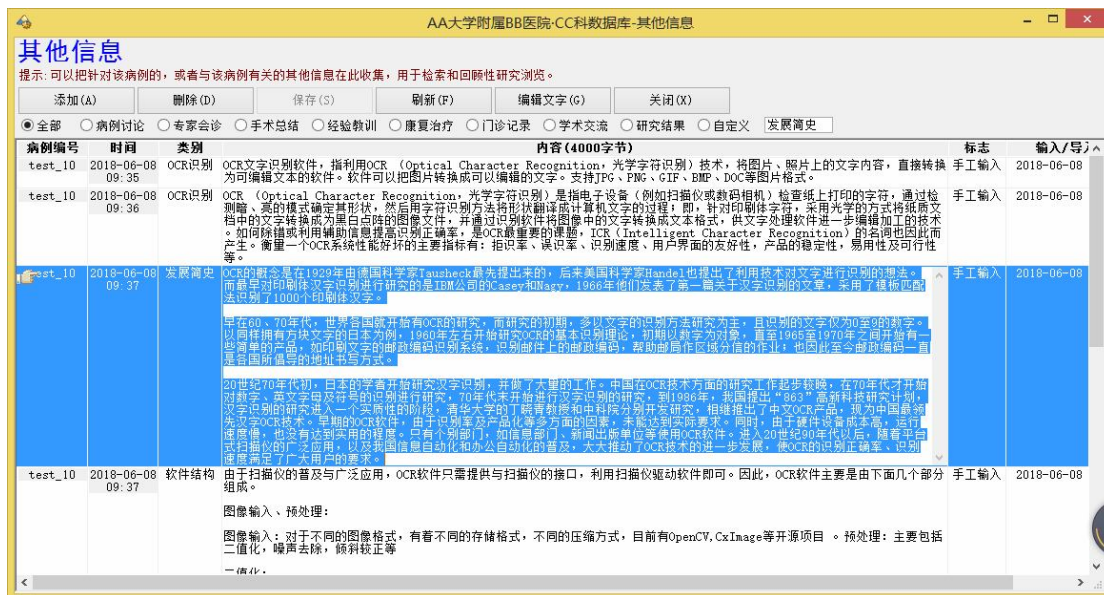 AA大学附属BB医院·CC科数据库-其他信息
其他信息
提示:可以把针对该病例的，或者与该病例有关的其他信息在此收集，用于检索和回顾性研究浏览。
添加(A) 删除(D) 保存(S) 刷新(F) 编辑文字(G) 关闭(X)
全部 病例讨论 专家会诊 手术总结 经验教训 康复治疗 门诊记录 学术交流 研究结果 自定义 发展简史
病例编号 时间 类别 内容(4000字节) 标志 输入/导入
test_10 2018-06-08 OCR识别 OCR文字识别软件，指利用OCR （Optical Character Recognition，光学字符识别）技术，将图片、照片上的文字内容，直接转换 手工输入 2018-06-08
09:35 为可编辑文本的软件。软件可以把图片转换成可以编辑的文字。支持JPG、PNG、GIF、BMP、DOC等图片格式。
test_10 2018-06-08 OCR识别 OCR （Optical Character Recognition，光学字符识别）是指电子设备（例如扫描仪或数码相机）检查纸上打印的字符，通过检 手工输入 2018-06-08
09:36 测暗、亮的模式确定其形状，然后用字符识别方法将形状翻译成计算机文字的过程；即，针对印刷体字符，采用光学的方式将纸质文
档中的文字转换成为黑白点阵的图像文件，并通过识别软件将图像中的文字转换成文本格式，供文字处理软件进一步编辑加工的技术
。如何除错或利用辅助信息提高识别正确率，是OCR最重要的课题，ICR（Intelligent Character Recognition）的名词也因此而
产生。衡量一个OCR系统性能好坏的主要指标有：拒识率、误识率、识别速度、用户界面的友好性，产品的稳定性，易用性及可行性
等。
test_10 2018-06-08 发展简史 OCR的概念是在1929年由德国科学家Tausheck最先提出来的，后来美国科学家Handel也提出了利用技术对文字进行识别的想法。 手工输入 2018-06-08
09:37 而最早对印刷体汉字识别进行研究的是IBM公司的Casey和Nagy，1966年他们发表了第一篇关于汉字识别的文章，采用了模板匹配
法识别了1000个印刷体汉字。
早在60、70年代，世界各国就开始有OCR的研究，而研究的初期，多以文字的识别方法研究为主，且识别的文字仅为0至9的数字。
以同样拥有方块文字的日本为例，1960年左右开始研究OCR的基本识别理论，初期以数字为对象，直至1965至1970年之间开始有一
些简单的产品，如印刷文字的邮政编码识别系统，识别邮件上的邮政编码，帮助邮局作区域分信的作业；也因此至今邮政编码一直
是各国所倡导的地址书写方式。
20世纪70年代初，日本的学者开始研究汉字识别，并做了大量的工作。中国在OCR技术方面的研究工作起步较晚，在70年代才开始
对数字、英文字母及符号的识别进行研究，70年代末开始进行汉字识别的研究，到1986年，我国提出“863”高新科技研究计划，
汉字识别的研究进入一个实质性的阶段，清华大学的丁晓青教授和中科院分别开发研究，相继推出了中文OCR产品，现为中国最领
先汉字OCR技术。早期的OCR软件，由于识别率及产品化等多方面的因素，未能达到实际要求。同时，由于硬件设备成本高，运行
速度慢，也没有达到实用的程度。只有个别部门，如信息部门、新闻出版单位等使用OCR软件。进入20世纪90年代以后，随着平台
式扫描仪的广泛应用，以及我国信息自动化和办公自动化的普及，大大推动了OCR技术的进一步发展，使OCR的识别正确率、识别
速度满足了广大用户的要求。
test_10 2018-06-08 软件结构 由于扫描仪的普及与广泛应用，OCR软件只需提供与扫描仪的接口，利用扫描仪驱动软件即可。因此，OCR软件主要是由下面几个部分 手工输入 2018-06-08
09:37 组成。
图像输入、预处理：
图像输入：对于不同的图像格式，有着不同的存储格式，不同的压缩方式，目前有OpenCV,CxImage等开源项目 。预处理：主要包括
二值化，噪声去除，倾斜较正等
二值化：